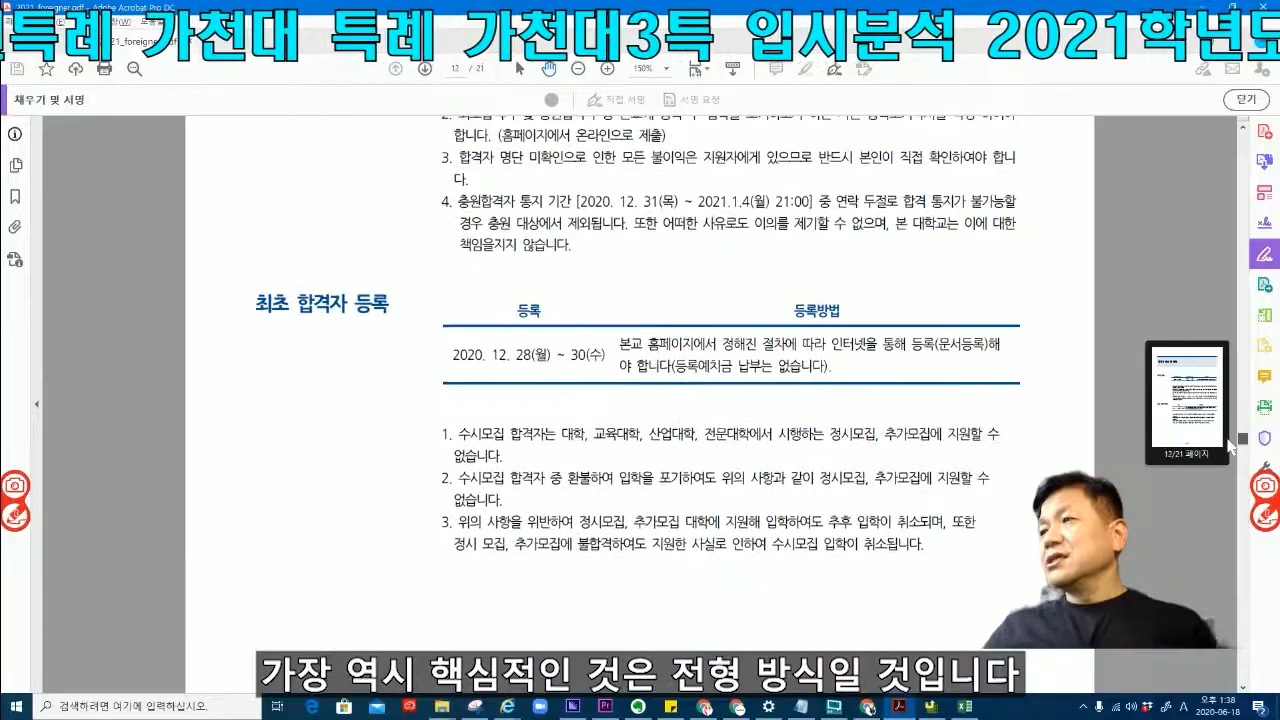 2021_foreigner.pdf - Adobe Acrobat Pro DC
특례 가천대 특례 가천대3특 입시분석 2021학년도
12 / 21
150%
채우기 및 서명
직접 서명
서명 요청
닫기
합니다. (홈페이지에서 온라인으로 제출)
3. 합격자 명단 미확인으로 인한 모든 불이익은 지원자에게 있으므로 반드시 본인이 직접 확인하여야 합니
다.
4. 충원합격자 통지 기간 [2020. 12. 31(목) ~ 2021.1.4(월) 21:00] 중 연락 두절로 합격 통지가 불가능할
경우 충원 대상에서 제외됩니다. 또한 어떠한 사유로도 이의를 제기할 수 없으며, 본 대학교는 이에 대한
책임을지지 않습니다.
최초 합격자 등록
등록 등록방법
2020. 12. 28(월) ~ 30(수)
본교 홈페이지에서 정해진 절차에 따라 인터넷을 통해 등록(문서등록)해
야 합니다(등록예치금 납부는 없습니다).
1. 수시모집 합격자는 대학, 교육대학, 산업대학, 전문대학에서 시행하는 정시모집, 추가모집에 지원할 수
없습니다.
2. 수시모집 합격자 중 환불하여 입학을 포기하여도 위의 사항과 같이 정시모집, 추가모집에 지원할 수
없습니다.
3. 위의 사항을 위반하여 정시모집, 추가모집 대학에 지원해 입학하여도 추후 입학이 취소되며, 또한
정시 모집, 추가모집에 불합격하여도 지원한 사실로 인하여 수시모집 입학이 취소됩니다.
12/21 페이지
가장 역시 핵심적인 것은 전형 방식일 것입니다
검색하려면 여기에 입력하십시오.
오후 1:38
2020-06-18